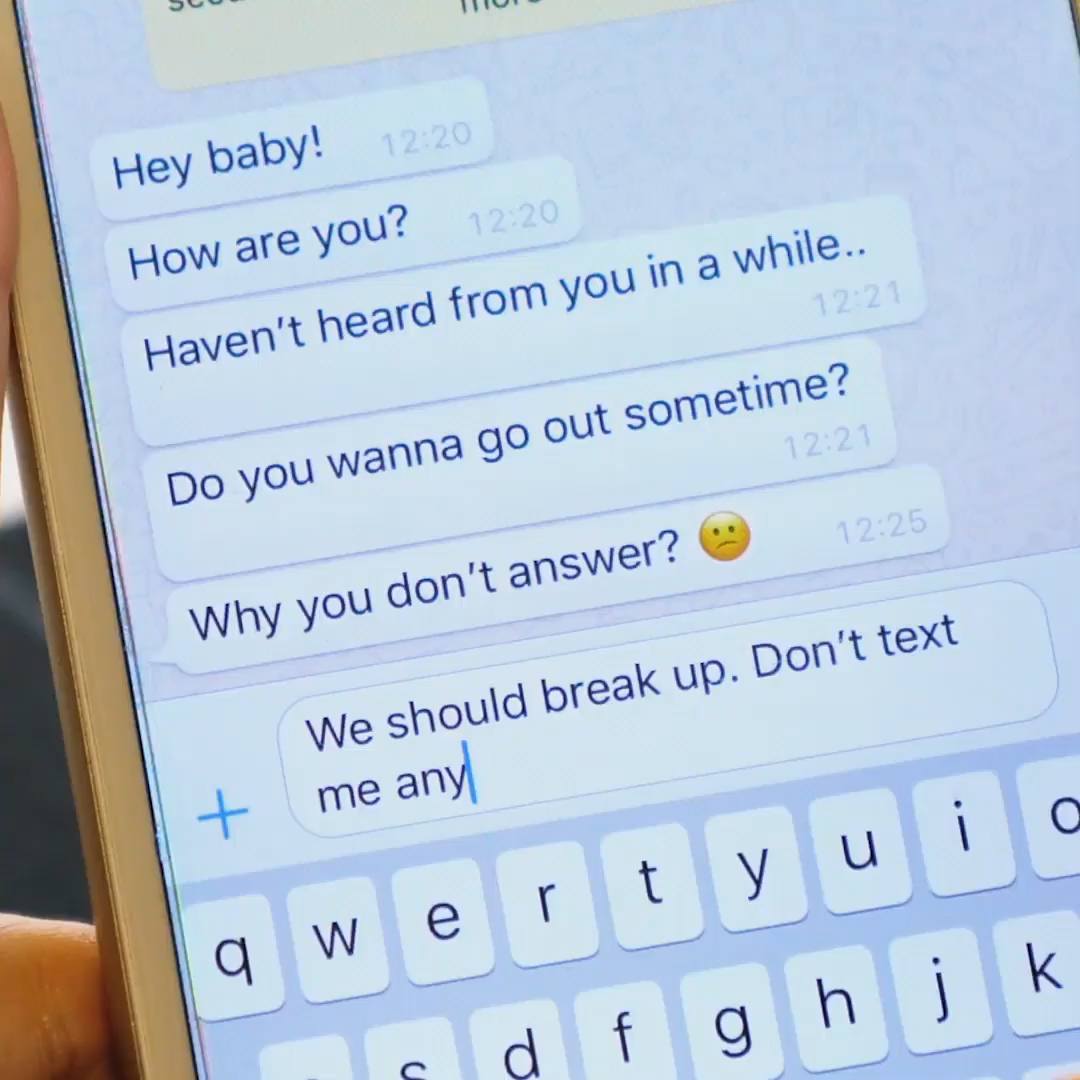 more
Hey baby! 12:20
How are you? 12:20
Haven't heard from you in a while..
12:21
Do you wanna go out sometime?
12:21
Why you don't answer? 😕 12:25
We should break up. Don't text
me any
q w e r t y u i o
s d f g h j k